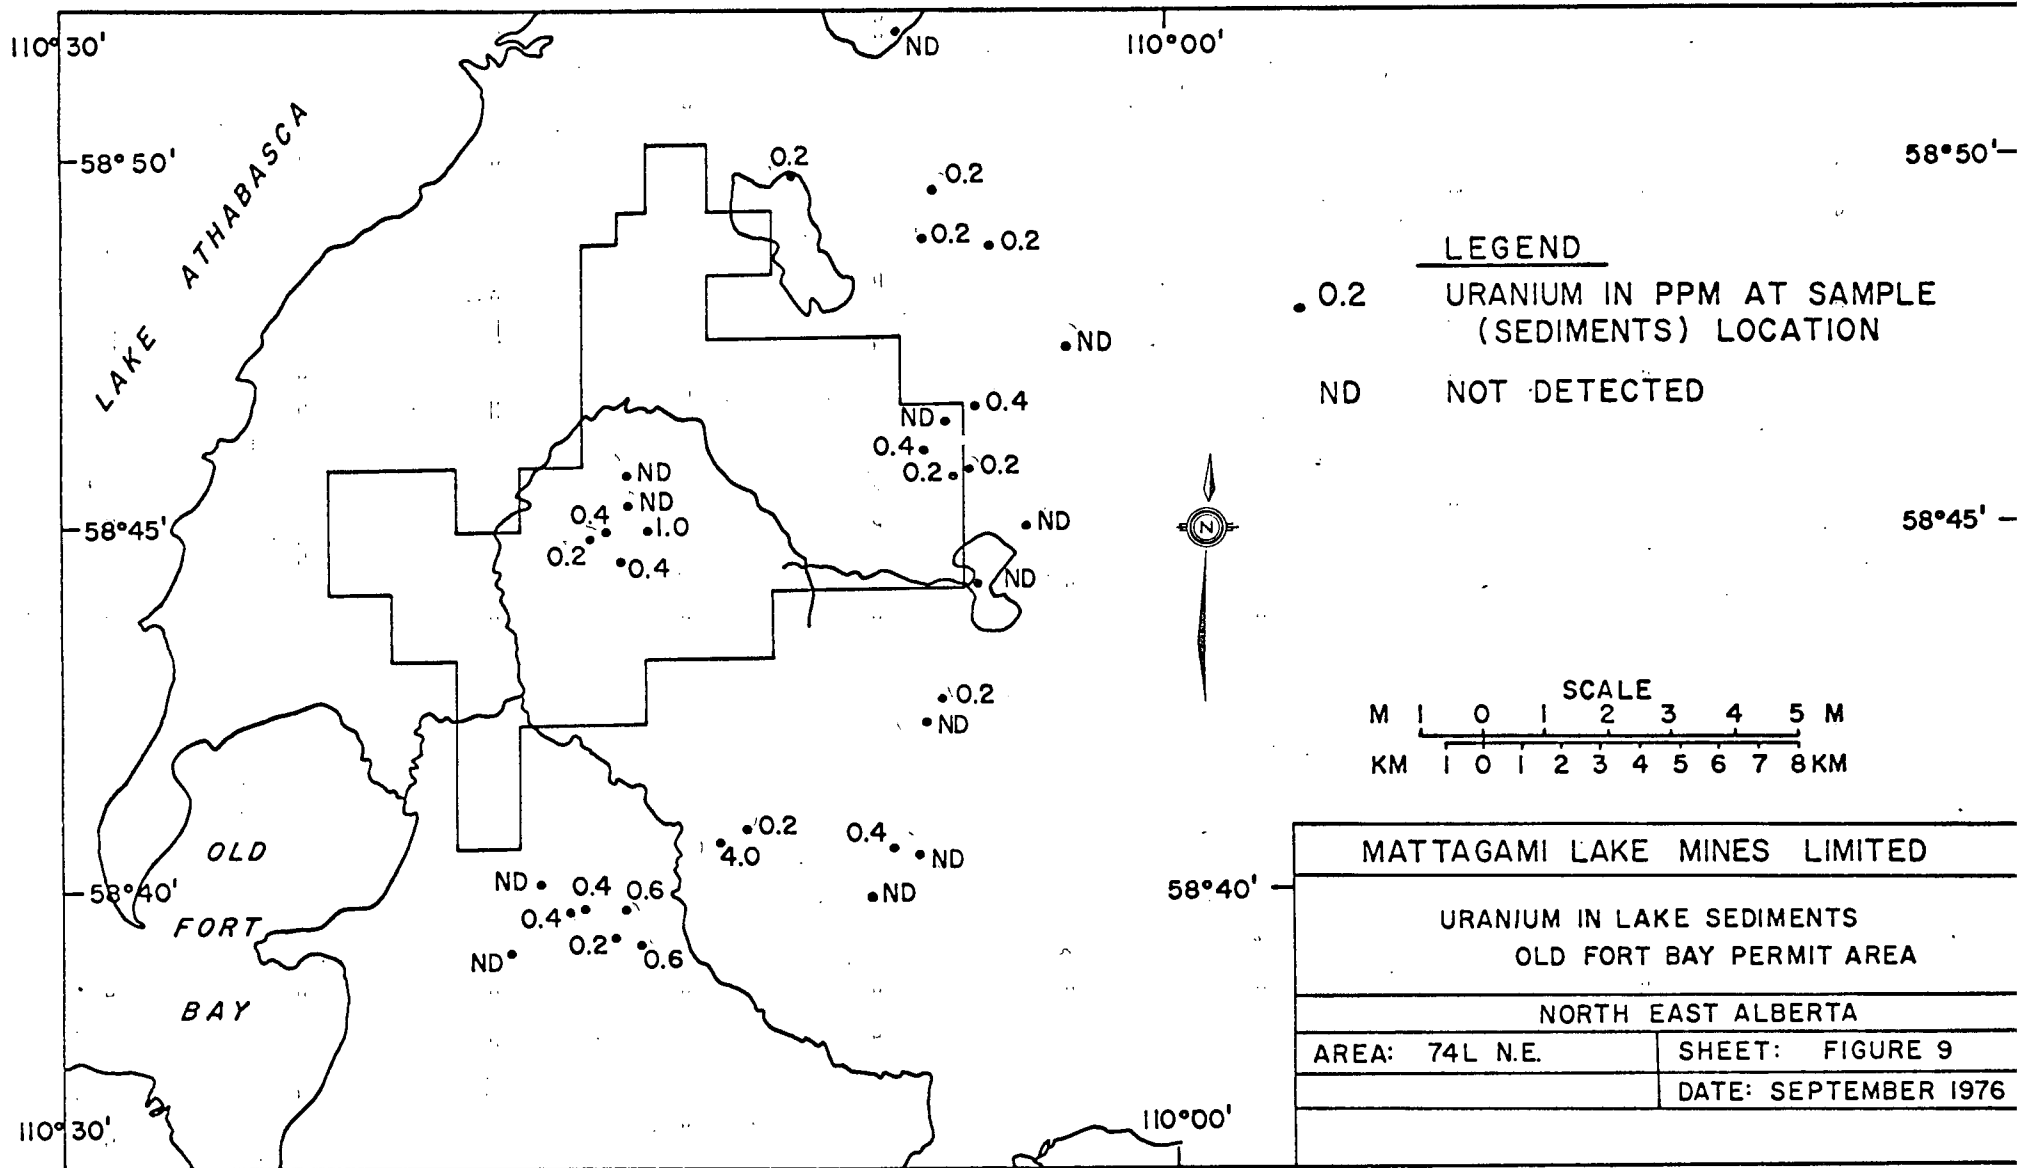 110°30'
110°00'
ND
LAKE ATHABASCA
58°50'
58°50'
0.2
0.2
0.2
0.2
LEGEND
0.2 URANIUM IN PPM AT SAMPLE
(SEDIMENTS) LOCATION
ND NOT DETECTED
ND
0.4
ND
0.4
0.2
0.2
ND
ND
0.4
1.0
0.2
0.4
58°45'
58°45'
ND
ND
N
0.2
ND
SCALE
M 1 0 1 2 3 4 5 M
KM 1 0 1 2 3 4 5 6 7 8 KM
0.2
4.0
0.4
ND
ND
OLD
FORT
BAY
58°40'
58°40'
ND
0.4
0.6
0.4
0.2
0.6
ND
MATTAGAMI LAKE MINES LIMITED
URANIUM IN LAKE SEDIMENTS
OLD FORT BAY PERMIT AREA
NORTH EAST ALBERTA
AREA: 74L N.E.
SHEET: FIGURE 9
DATE: SEPTEMBER 1976
110°30'
110°00'